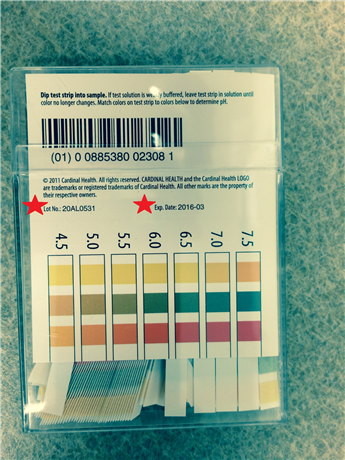 Dip test strip into sample. If test solution is weakly buffered, leave test strip in solution until
color no longer changes. Match colors on test strip to colors below to determine pH.
(01) 0 0885380 02308 1
© 2011 Cardinal Health. All rights reserved. CARDINAL HEALTH and the Cardinal Health LOGO
are trademarks or registered trademarks of Cardinal Health. All other marks are the property of
their respective owners.
Lot No.: 20AL0531 Exp. Date: 2016-03
4.5 5.0 5.5 6.0 6.5 7.0 7.5